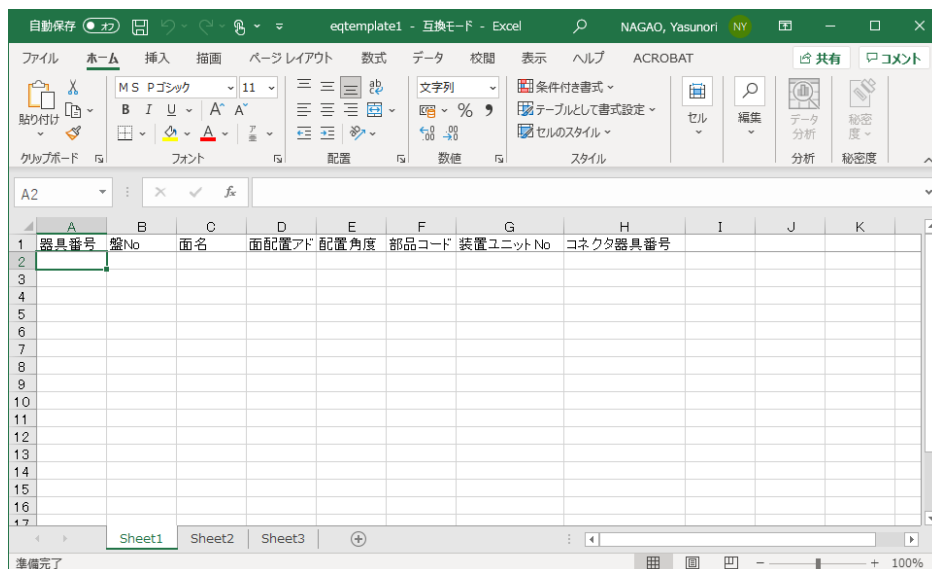 自動保存 オフ eqtemplate1 - 互換モード - Excel NAGAO, Yasunori NY
ファイル ホーム 挿入 描画 ページ レイアウト 数式 データ 校閲 表示 ヘルプ ACROBAT 共有 コメント
貼り付け MS Pゴシック 11 文字列 条件付き書式 セル 編集 データ分析 秘密度
B I U A A テーブルとして書式設定
A セルのスタイル
クリップボード フォント 配置 数値 スタイル 分析 秘密度
A2 fx
A B C D E F G H I J K
1 器具番号 盤No 面名 面配置アド 配置角度 部品コード 装置ユニットNo コネクタ器具番号
2
3
4
5
6
7
8
9
10
11
12
13
14
15
16
17
Sheet1 Sheet2 Sheet3
準備完了 100%